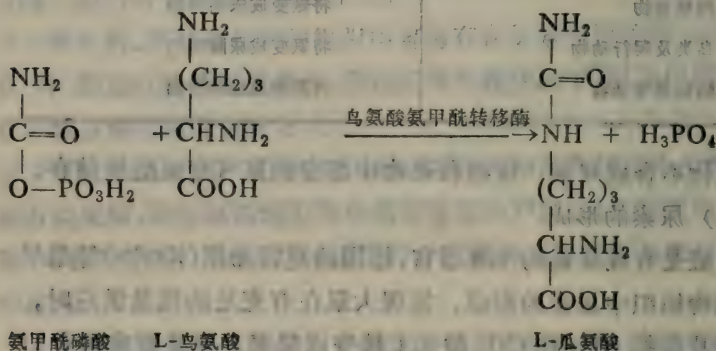 NH₂ NH₂
NH₂ (CH₂)₃ C=O
C=O + CHNH₂ 鸟氨酸氨甲酰转移酶 NH + H₃PO₄
O—PO₃H₂ COOH (CH₂)₃
CHNH₂
COOH
氨甲酰磷酸 L-鸟氨酸 L-瓜氨酸